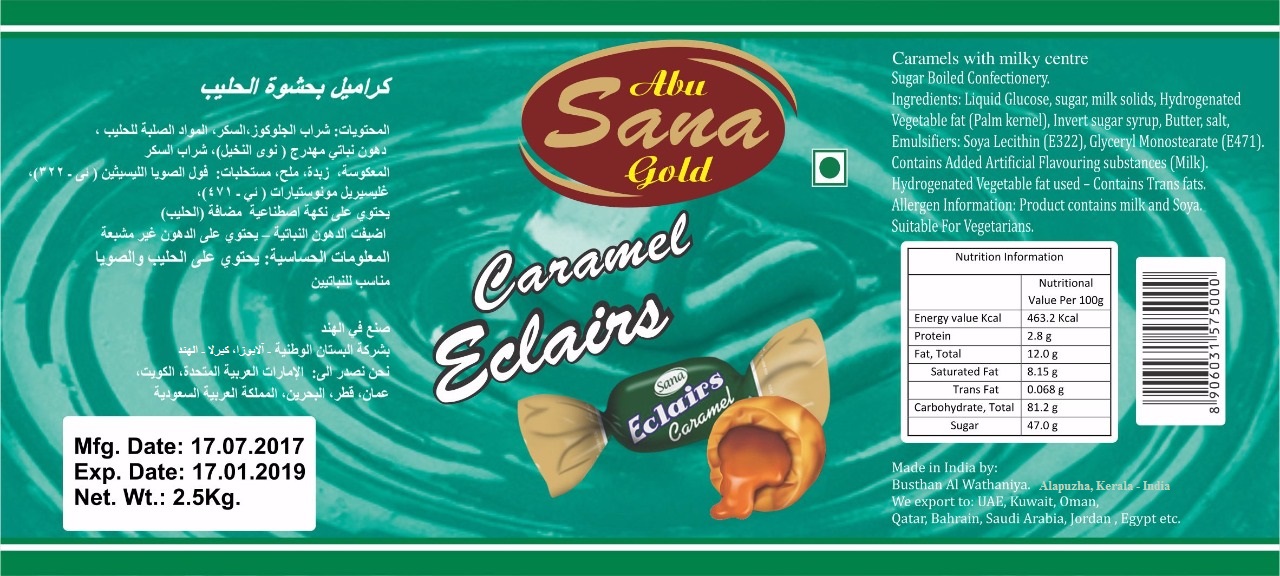 كراميل بحشوة الحليب
المحتويات: شراب الجلوكوز،السكر، المواد الصلبة للحليب ،
دهون نباتي مهدرج ( نوى النخيل)، شراب السكر
المعكوسة، زبدة، ملح، مستحلبات: فول الصويا الليسيثين ( ئى - ٣٢٢)،
غليسيريل مونوستيارات ( ئي - ٤٧١)،
يحتوي على نكهة اصطناعية مضافة (الحليب)
اضيفت الدهون النباتية – يحتوي على الدهون غير مشبعة
المعلومات الحساسية: يحتوي على الحليب والصويا
مناسب للنباتيين
صنع في الهند
بشركة البستان الوطنية - آلابوزا، كيرلا - الهند
نحن نصدر الى: الإمارات العربية المتحدة، الكويت،
عمان، قطر، البحرين، المملكة العربية السعودية
Mfg. Date: 17.07.2017
Exp. Date: 17.01.2019
Net. Wt.: 2.5Kg.
Abu
Sana
Gold
Caramel
Eclairs
Sana
Eclairs
Caramel
Caramels with milky centre
Sugar Boiled Confectionery.
Ingredients: Liquid Glucose, sugar, milk solids, Hydrogenated
Vegetable fat (Palm kernel), Invert sugar syrup, Butter, salt,
Emulsifiers: Soya Lecithin (E322), Glyceryl Monostearate (E471).
Contains Added Artificial Flavouring substances (Milk).
Hydrogenated Vegetable fat used – Contains Trans fats.
Allergen Information: Product contains milk and Soya.
Suitable For Vegetarians.
Nutrition Information
Nutritional
Value Per 100g
Energy value Kcal 463.2 Kcal
Protein 2.8 g
Fat, Total 12.0 g
Saturated Fat 8.15 g
Trans Fat 0.068 g
Carbohydrate, Total 81.2 g
Sugar 47.0 g
8 906031 575000
Made in India by:
Busthan Al Wathaniya. Alapuzha, Kerala - India
We export to: UAE, Kuwait, Oman,
Qatar, Bahrain, Saudi Arabia, Jordan , Egypt etc.